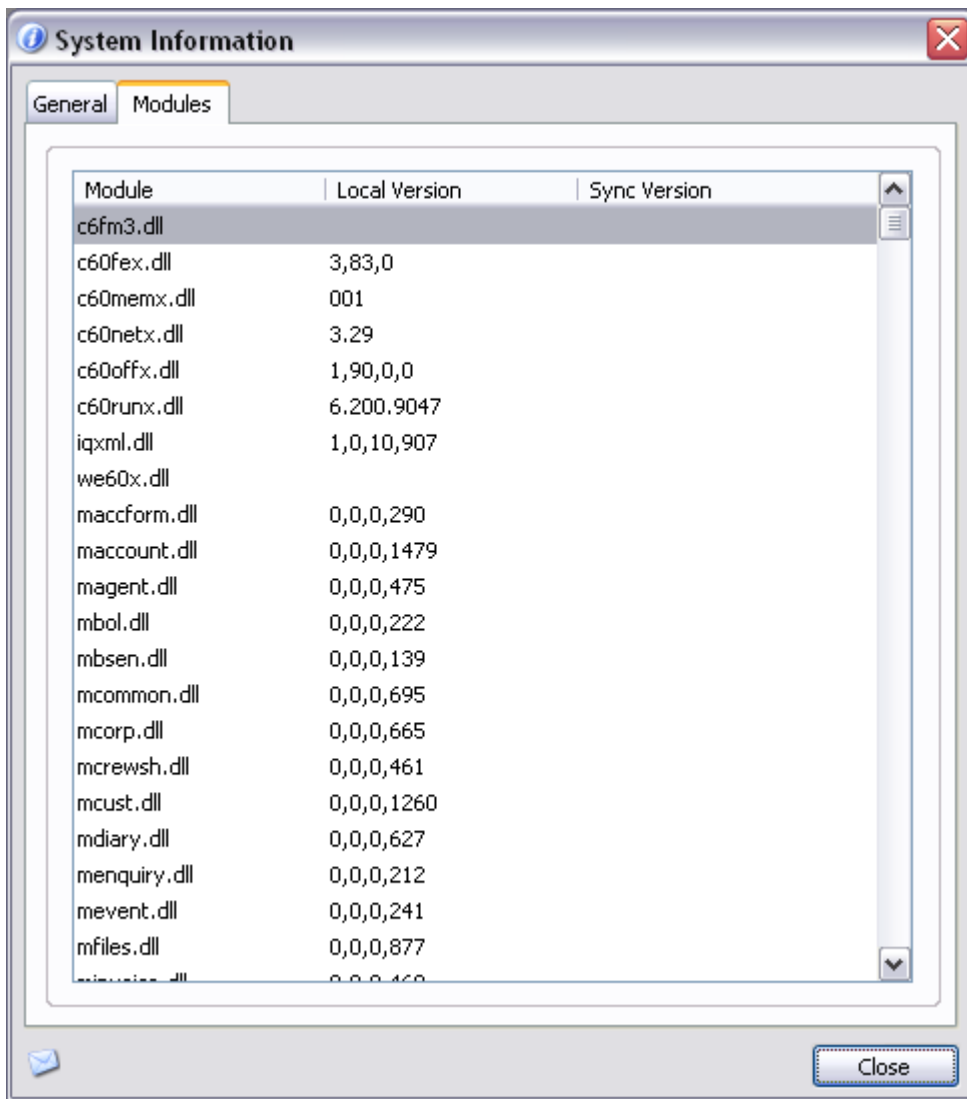 System Information
General Modules
Module Local Version Sync Version
c6fm3.dll
c60fex.dll 3,83,0
c60memx.dll 001
c60netx.dll 3.29
c60offx.dll 1,90,0,0
c60runx.dll 6.200.9047
iqxml.dll 1,0,10,907
we60x.dll
maccform.dll 0,0,0,290
maccount.dll 0,0,0,1479
magent.dll 0,0,0,475
mbol.dll 0,0,0,222
mbsen.dll 0,0,0,139
mcommon.dll 0,0,0,695
mcorp.dll 0,0,0,665
mcrewsh.dll 0,0,0,461
mcust.dll 0,0,0,1260
mdiary.dll 0,0,0,627
menquiry.dll 0,0,0,212
mevent.dll 0,0,0,241
mfiles.dll 0,0,0,877
Close